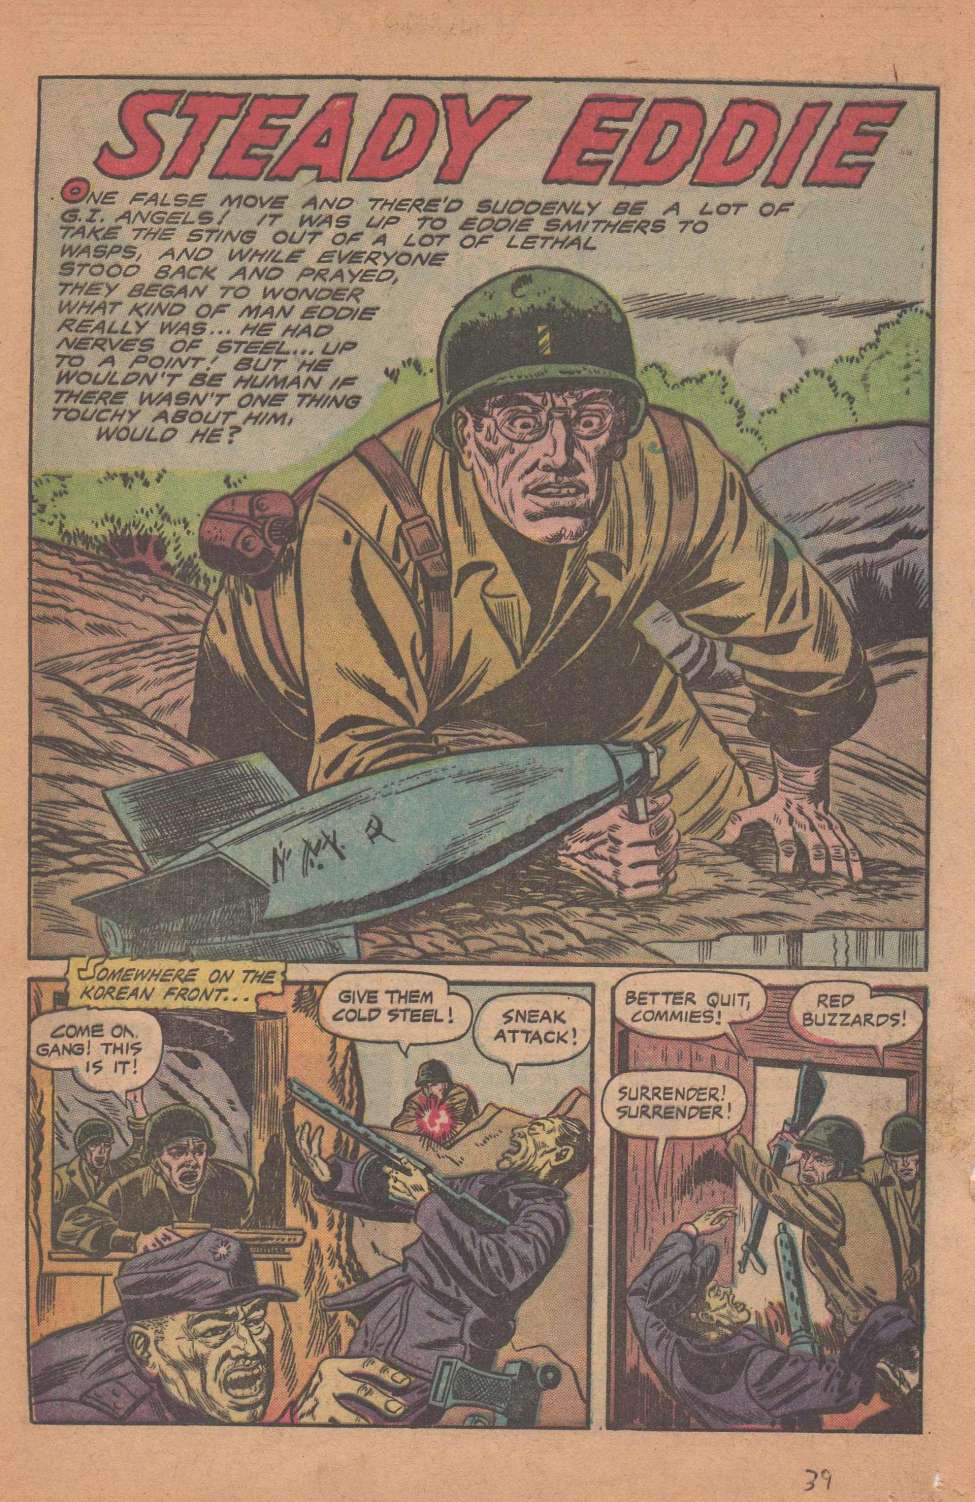 STEADY EDDIE
ONE FALSE MOVE AND THERE'D SUDDENLY BE A LOT OF
G.I. ANGELS! IT WAS UP TO EDDIE SMITHERS TO
TAKE THE STING OUT OF A LOT OF LETHAL
WASPS, AND WHILE EVERYONE
STOOD BACK AND PRAYED,
THEY BEGAN TO WONDER
WHAT KIND OF MAN EDDIE
REALLY WAS... HE HAD
NERVES OF STEEL... UP
TO A POINT! BUT HE
WOULDN'T BE HUMAN IF
THERE WASN'T ONE THING
TOUCHY ABOUT HIM,
WOULD HE?
SOMEWHERE ON THE
KOREAN FRONT...
COME ON,
GANG! THIS
IS IT!
GIVE THEM
COLD STEEL!
SNEAK
ATTACK!
BETTER QUIT,
COMMIES!
RED
BUZZARDS!
SURRENDER!
SURRENDER!
39